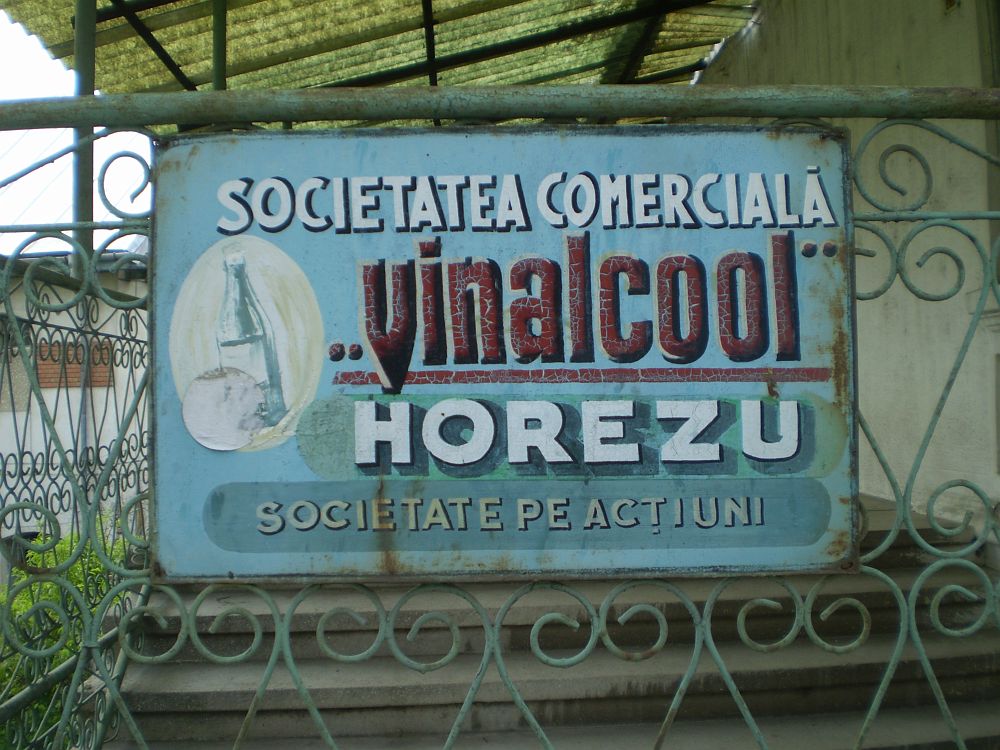 SOCIETATEA COMERCIALĂ
„vinalcool”
HOREZU
SOCIETATE PE ACȚIUNI